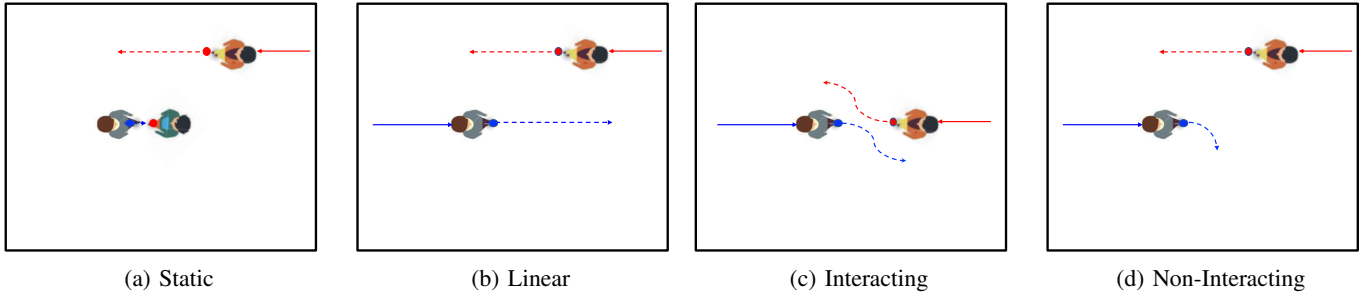 (a) Static
(b) Linear
(c) Interacting
(d) Non-Interacting